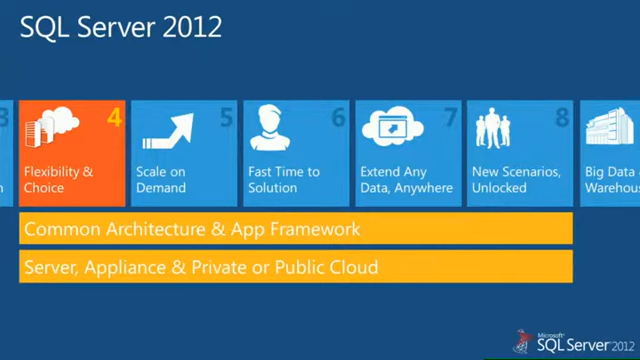 SQL Server 2012
3
4
Flexibility &
Choice
5
Scale on
Demand
6
Fast Time to
Solution
7
Extend Any
Data, Anywhere
8
New Scenarios,
Unlocked
Big Data
Common Architecture & App Framework
Server, Appliance & Private or Public Cloud
Microsoft
SQL Server 2012